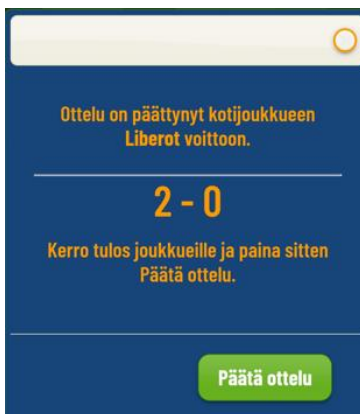 Ottelu on päättynyt kotijoukkueen
Liberot voittoon.
2 - 0
Kerro tulos joukkueille ja paina sitten
Päätä ottelu.
Päätä ottelu